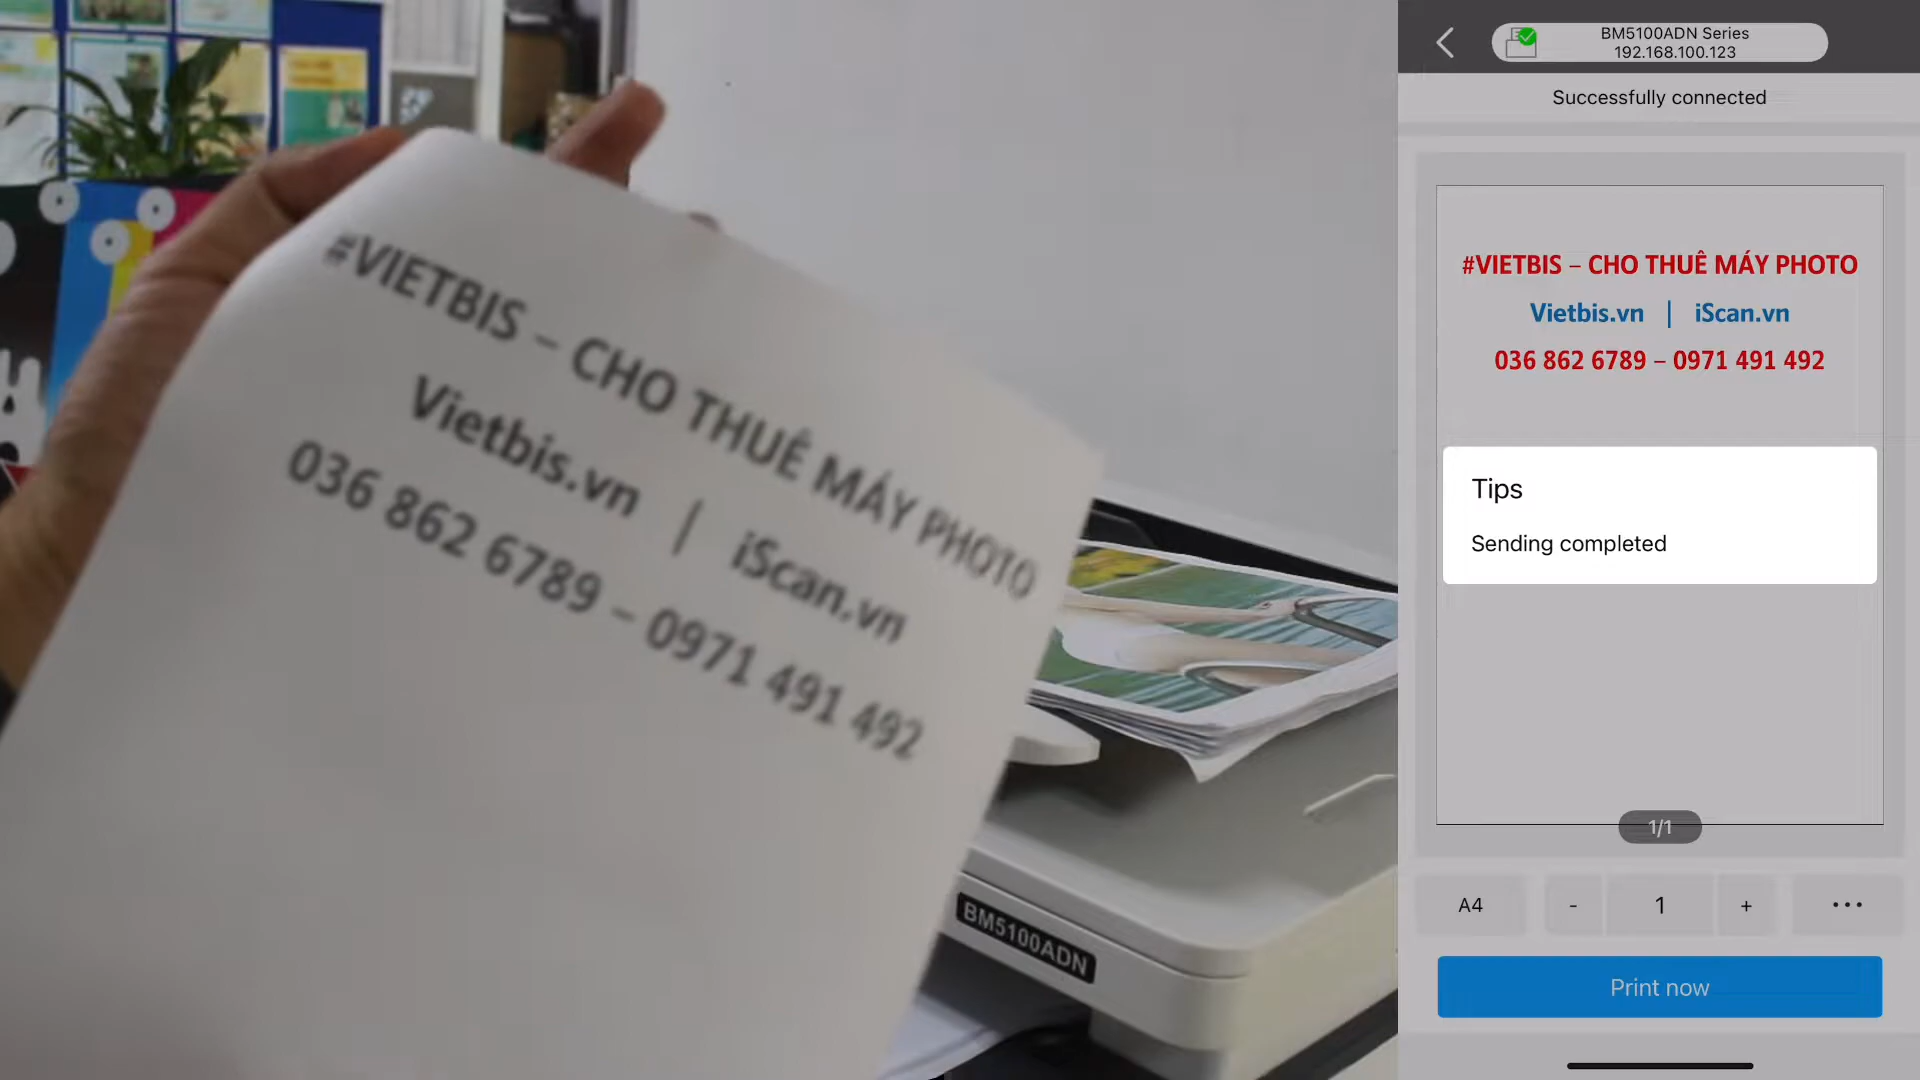 #VIETBIS – CHO THUÊ MÁY PHOTO
Vietbis.vn | iScan.vn
036 862 6789 – 0971 491 492
BM5100ADN
BM5100ADN Series
192.168.100.123
Successfully connected
#VIETBIS – CHO THUÊ MÁY PHOTO
Vietbis.vn | iScan.vn
036 862 6789 – 0971 491 492
Tips
Sending completed
1/1
A4
-
1
+
...
Print now